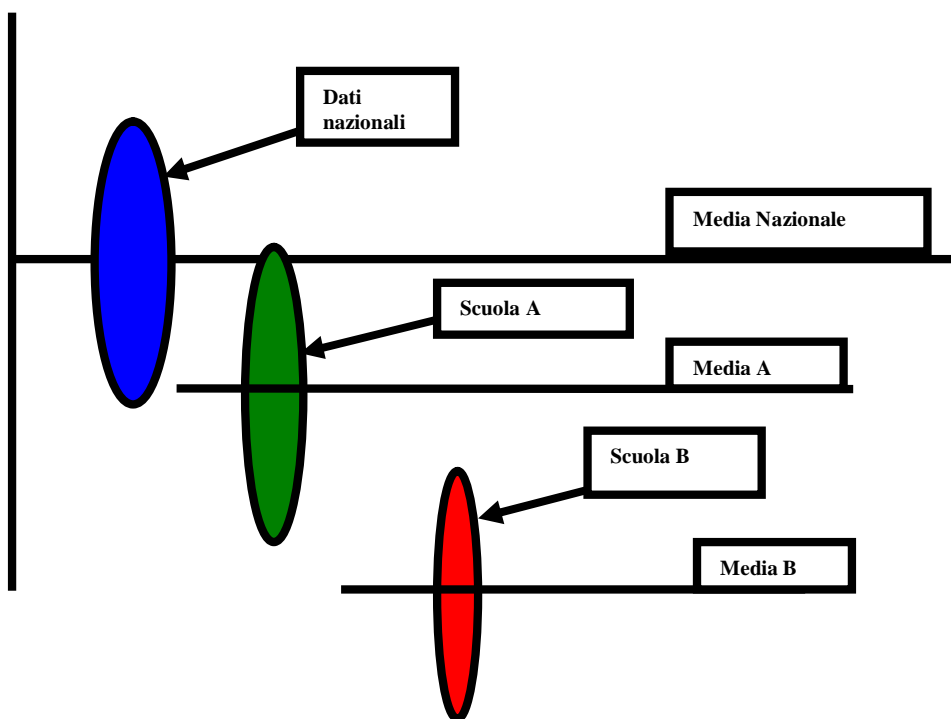 Dati
nazionali
Media Nazionale
Scuola A
Media A
Scuola B
Media B